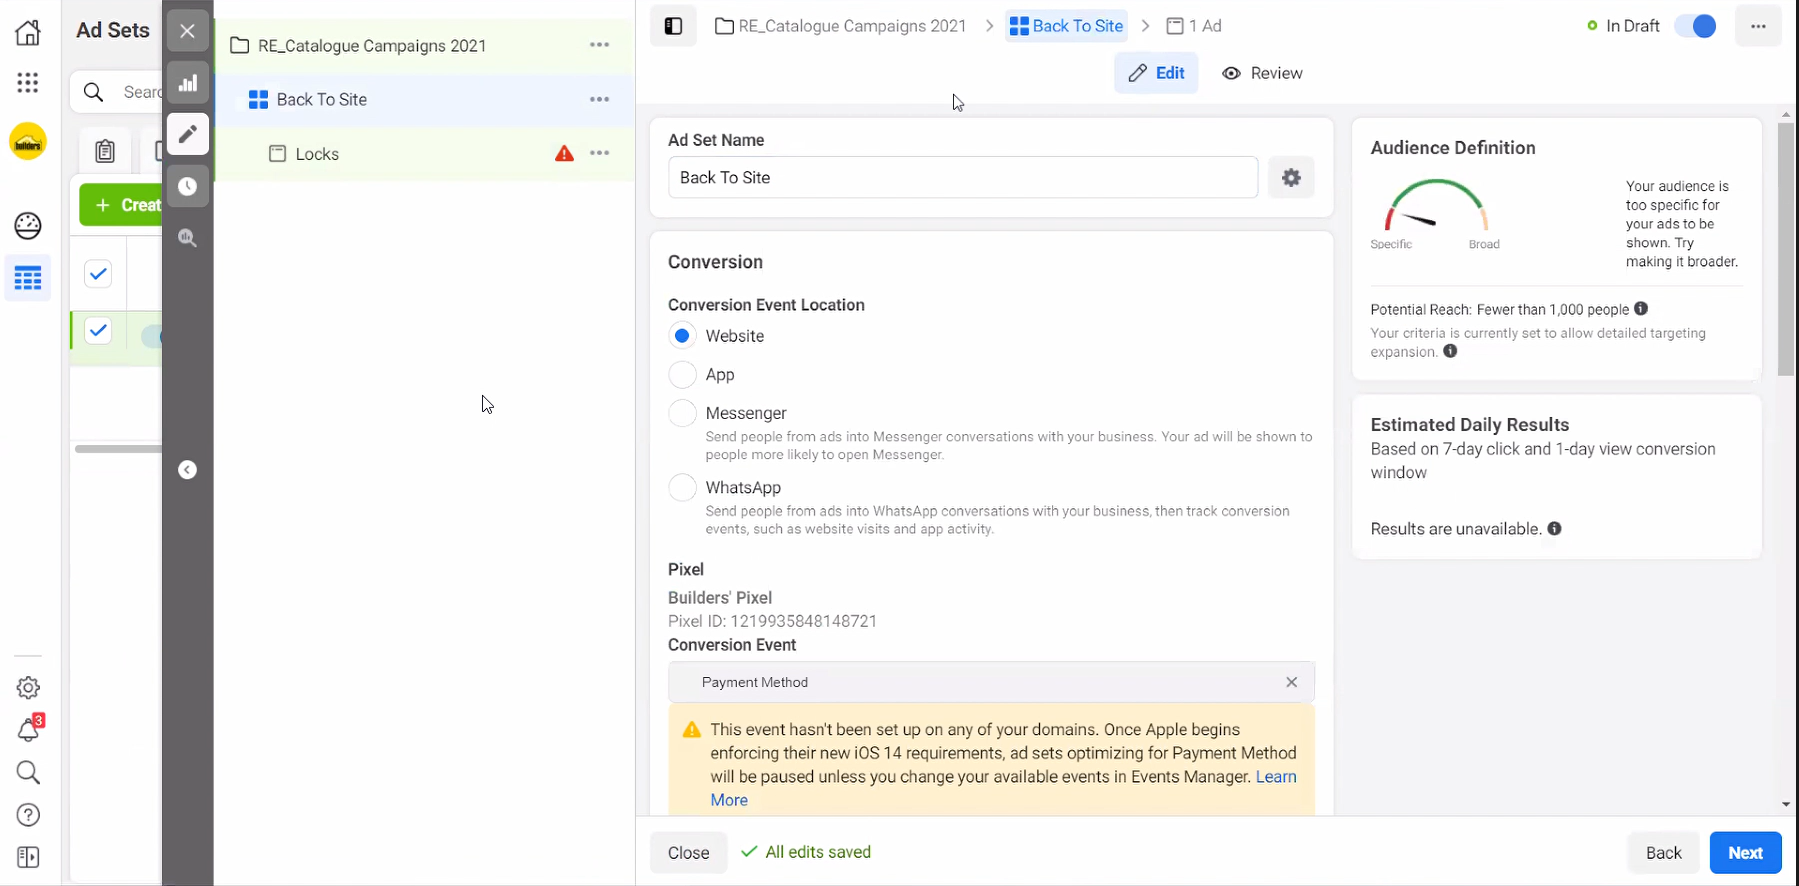 Ad Sets
Searc
Creat
builders
3
RE_Catalogue Campaigns 2021
Back To Site
Locks
RE_Catalogue Campaigns 2021
Back To Site
1 Ad
In Draft
Edit
Review
Ad Set Name
Back To Site
Conversion
Conversion Event Location
Website
App
Messenger
Send people from ads into Messenger conversations with your business. Your ad will be shown to
people more likely to open Messenger.
WhatsApp
Send people from ads into WhatsApp conversations with your business, then track conversion
events, such as website visits and app activity.
Pixel
Builders' Pixel
Pixel ID: 1219935848148721
Conversion Event
Payment Method
This event hasn't been set up on any of your domains. Once Apple begins
enforcing their new iOS 14 requirements, ad sets optimizing for Payment Method
will be paused unless you change your available events in Events Manager. Learn
More
Audience Definition
Specific
Broad
Your audience is
too specific for
your ads to be
shown. Try
making it broader.
Potential Reach: Fewer than 1,000 people
Your criteria is currently set to allow detailed targeting
expansion.
Estimated Daily Results
Based on 7-day click and 1-day view conversion
window
Results are unavailable.
Close
All edits saved
Back
Next